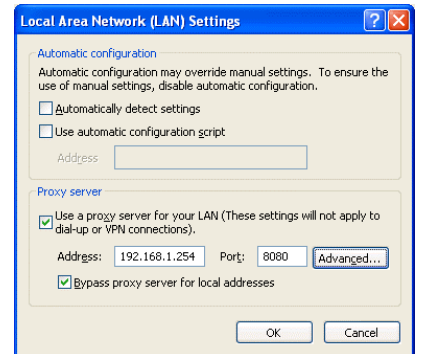 Local Area Network (LAN) Settings
Automatic configuration
Automatic configuration may override manual settings. To ensure the
use of manual settings, disable automatic configuration.
Automatically detect settings
Use automatic configuration script
Address
Proxy server
Use a proxy server for your LAN (These settings will not apply to
dial-up or VPN connections).
Address: 192.168.1.254 Port: 8080 Advanced...
Bypass proxy server for local addresses
OK Cancel